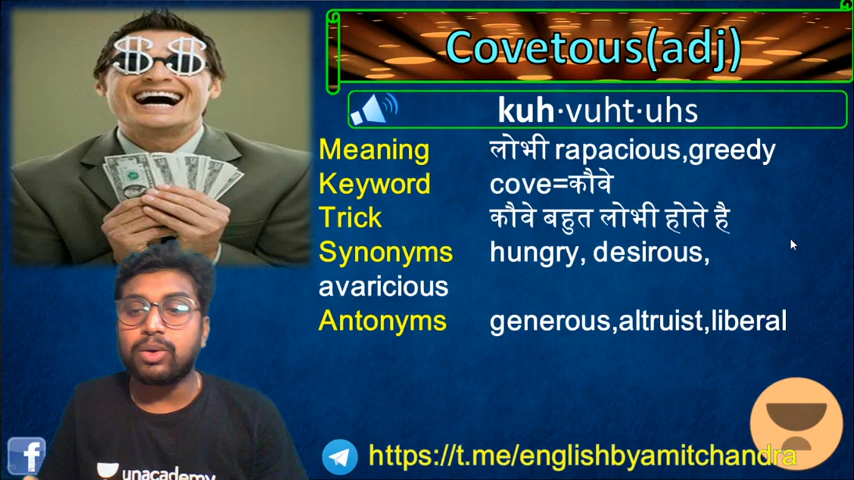 Covetous(adj)
kuh·vuht·uhs
Meaning लोभी rapacious,greedy
Keyword cove=कौवे
Trick कौवे बहुत लोभी होते है
Synonyms hungry, desirous,
avaricious
Antonyms generous,altruist,liberal
f
https://t.me/englishbyamitchandra
unacademy